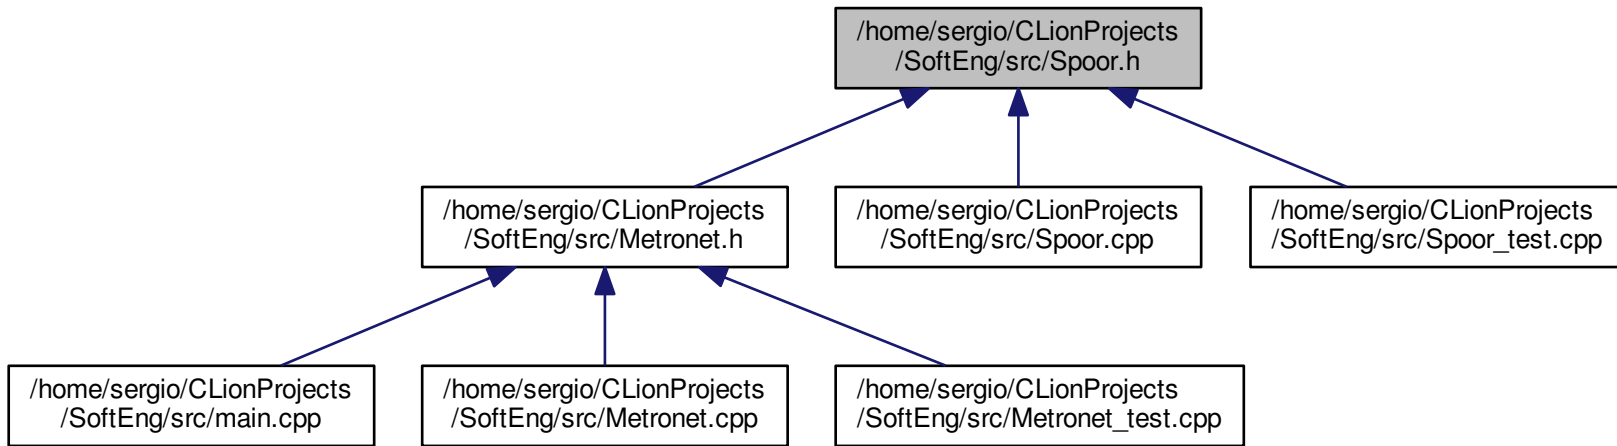 /home/sergio/CLionProjects
/SoftEng/src/Spoor.h
/home/sergio/CLionProjects
/SoftEng/src/Metronet.h
/home/sergio/CLionProjects
/SoftEng/src/Spoor.cpp
/home/sergio/CLionProjects
/SoftEng/src/Spoor_test.cpp
/home/sergio/CLionProjects
/SoftEng/src/main.cpp
/home/sergio/CLionProjects
/SoftEng/src/Metronet.cpp
/home/sergio/CLionProjects
/SoftEng/src/Metronet_test.cpp